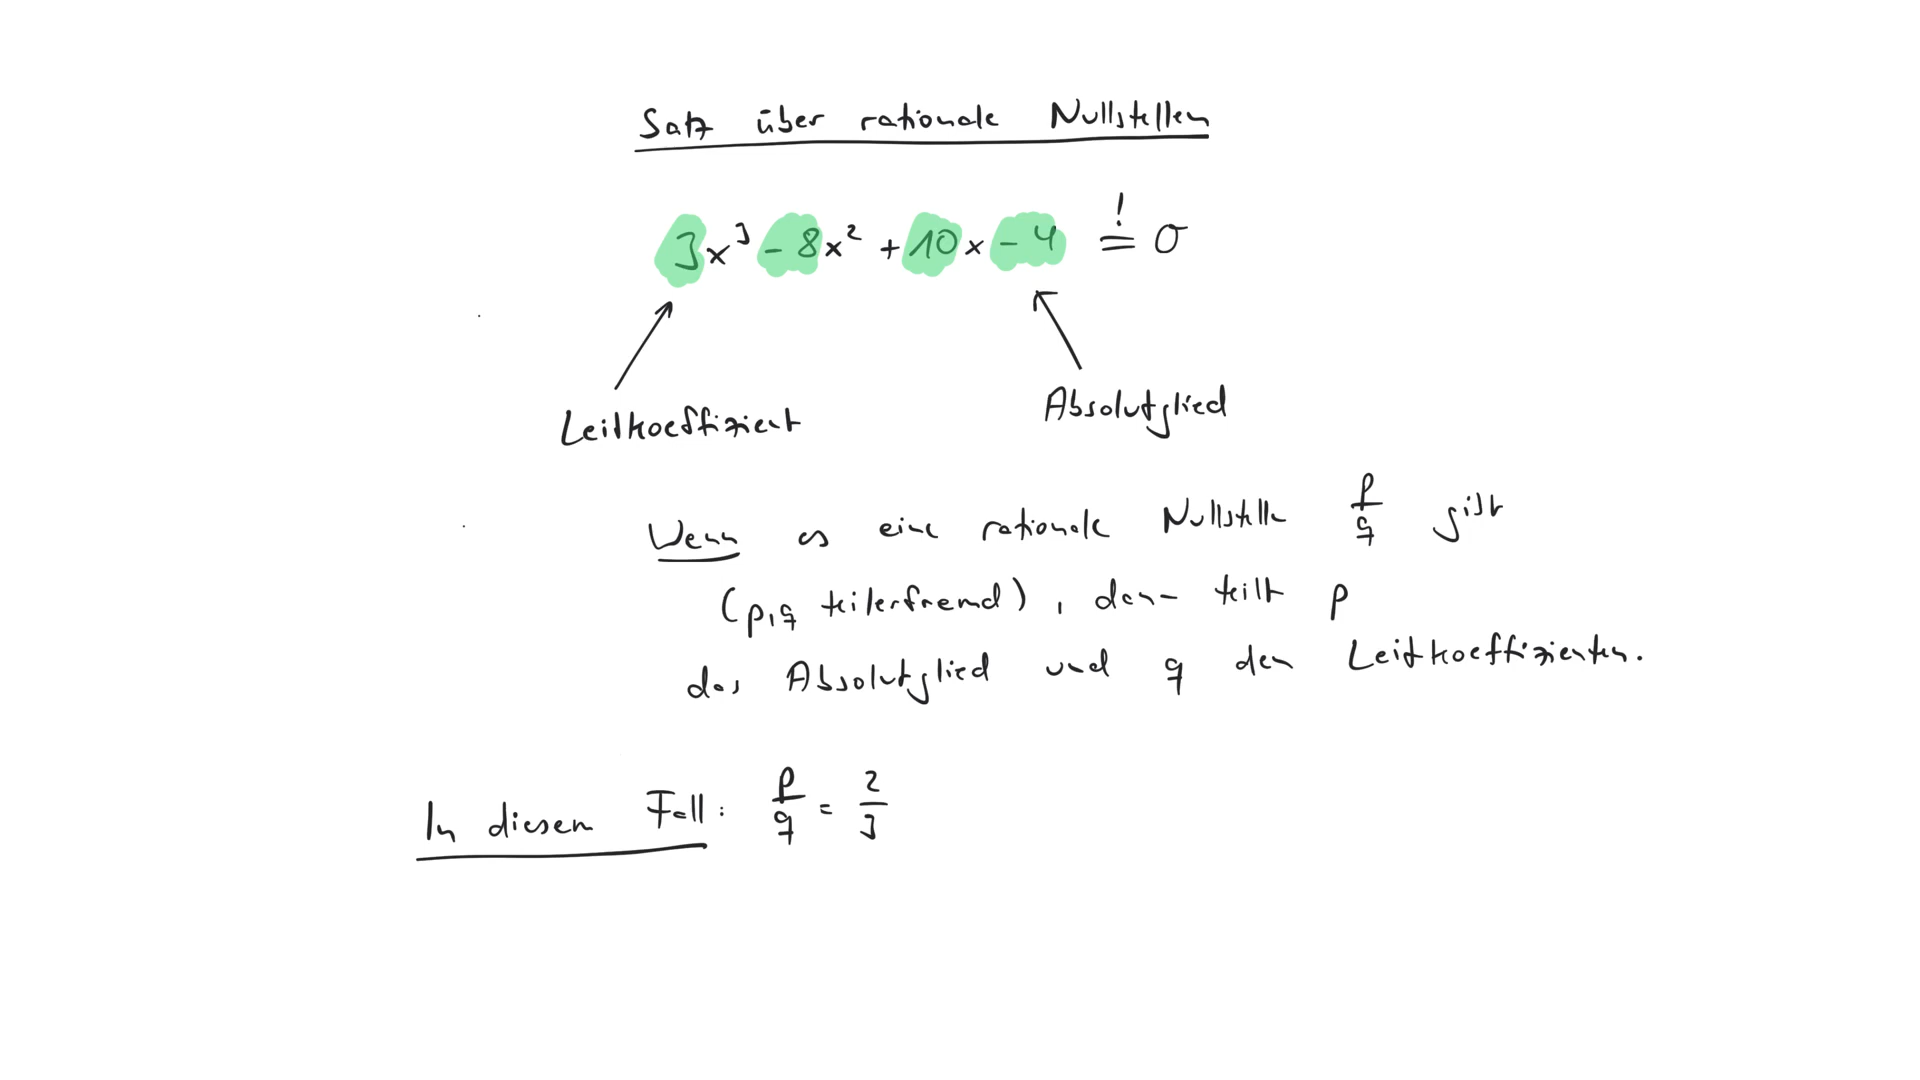 Satz über rationale Nullstellen
3x³ - 8x² + 10x - 4 =! 0
Leitkoeffizient
Absolutglied
Wenn es eine rationale Nullstelle p/q gibt
(p,q teilerfremd), dann teilt p
das Absolutglied und q den Leitkoeffizienten.
In diesem Fall: p/q = 2/3